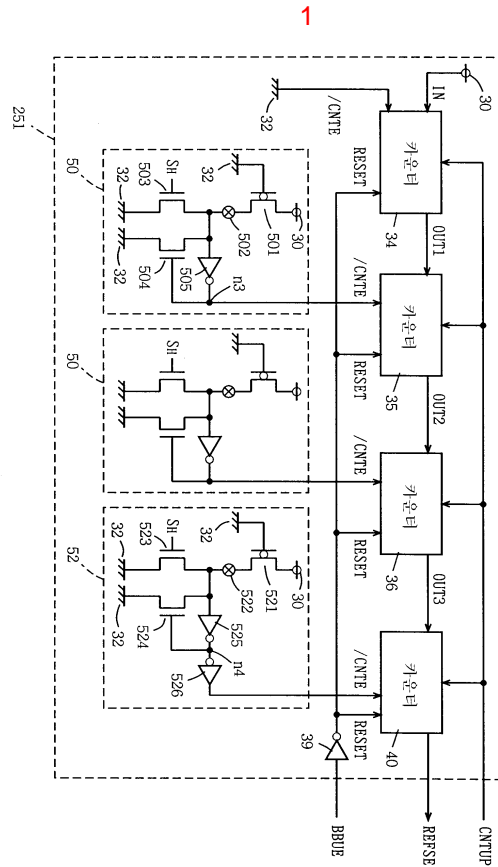 1
251
30
IN
32
/CNTE
카운터
34
RESET
OUT1
카운터
35
/CNTE
RESET
OUT2
카운터
36
/CNTE
RESET
OUT3
카운터
40
/CNTE
RESET
39
CNTUP
REFSE
BBUE
50
30
501
32
502
SH
503
32
504
32
505
n3
50
SH
52
30
521
32
522
SH
523
32
524
32
525
n4
526